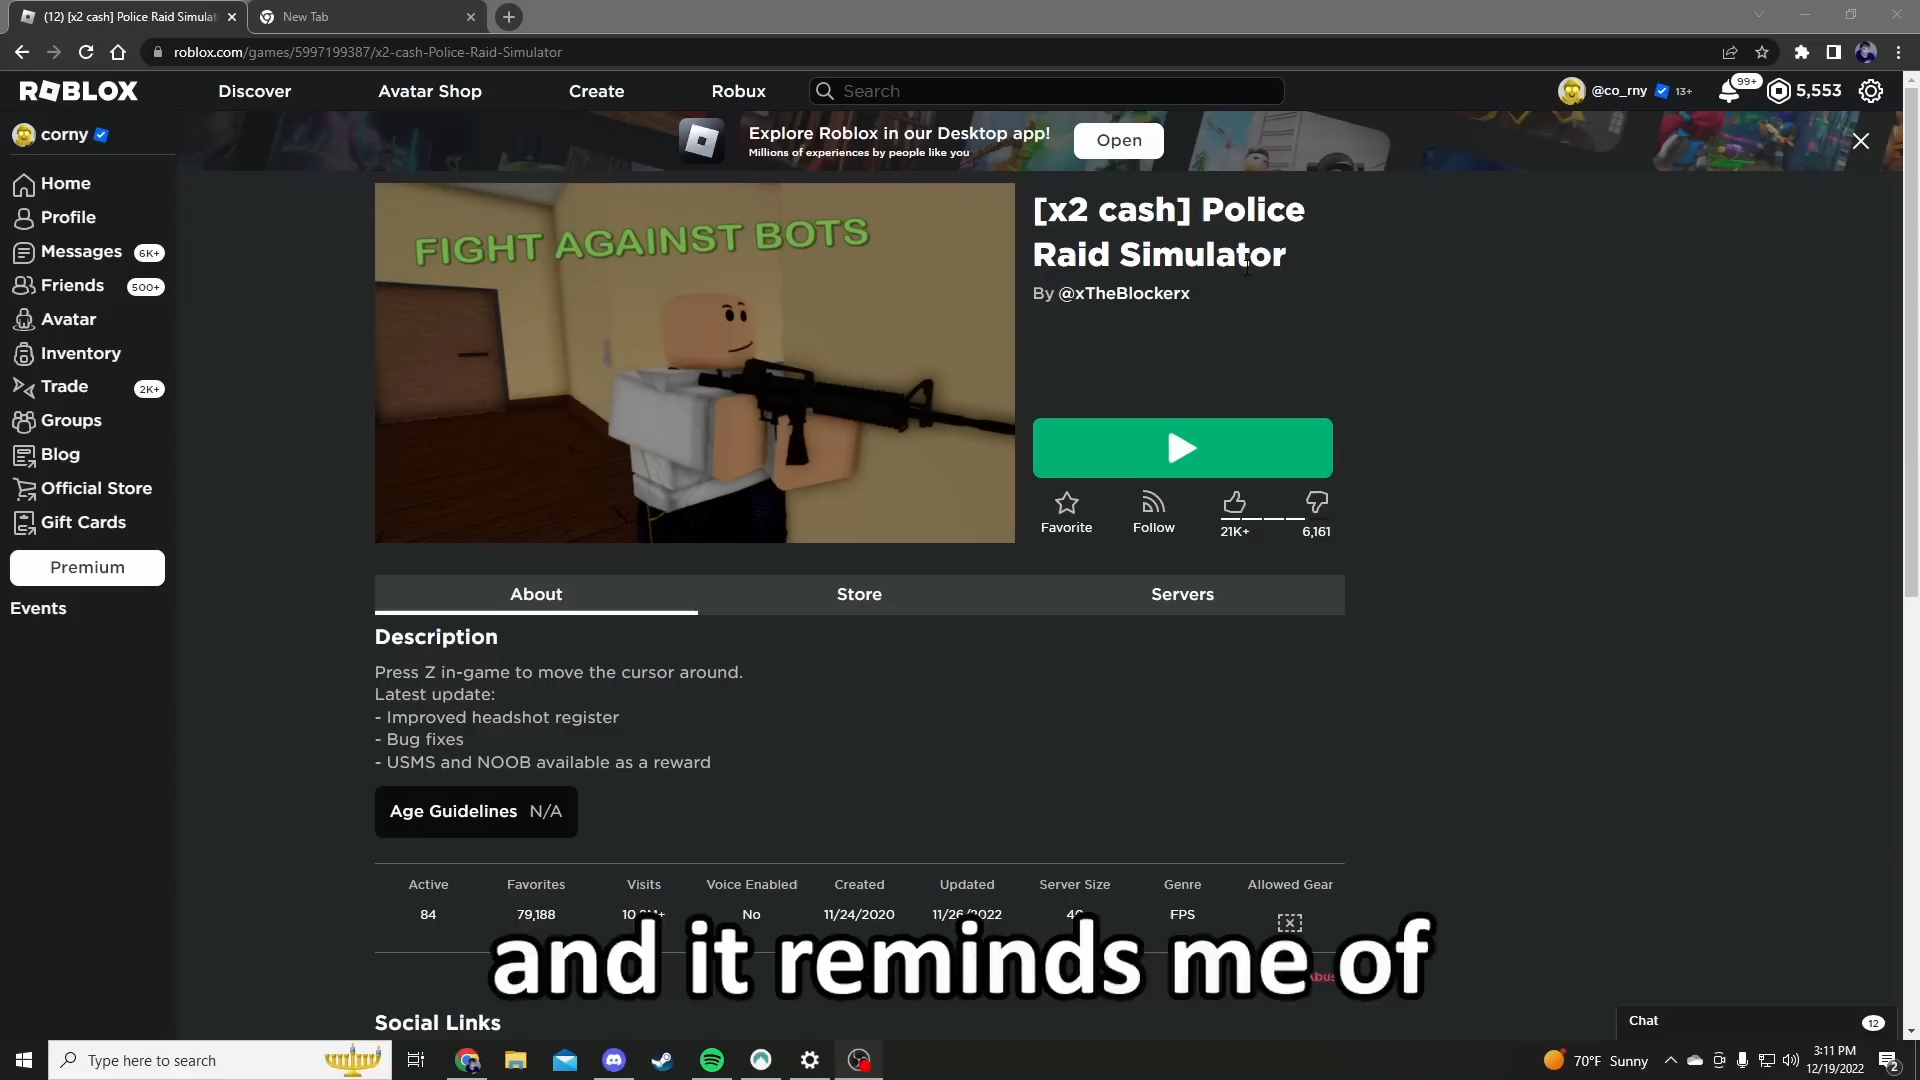 (12) [x2 cash] Police Raid Simulat
New Tab
roblox.com/games/5997199387/x2-cash-Police-Raid-Simulator
ROBLOX
Discover
Avatar Shop
Create
Robux
Search
@co_rny
13+
99+
5,553
corny
Explore Roblox in our Desktop app!
Millions of experiences by people like you
Open
Home
Profile
Messages 6K+
Friends 500+
Avatar
Inventory
Trade 2K+
Groups
Blog
Official Store
Gift Cards
Premium
Events
FIGHT AGAINST BOTS
[x2 cash] Police
Raid Simulator
By @xTheBlockerx
Favorite
Follow
21K+
6,161
About
Store
Servers
Description
Press Z in-game to move the cursor around.
Latest update:
- Improved headshot register
- Bug fixes
- USMS and NOOB available as a reward
Age Guidelines N/A
Active Favorites Visits Voice Enabled Created Updated Server Size Genre Allowed Gear
84 79,188 No 11/24/2020 11/26/2022 FPS
and it reminds me of
Social Links
Chat
12
Type here to search
70°F Sunny
3:11 PM
12/19/2022
2